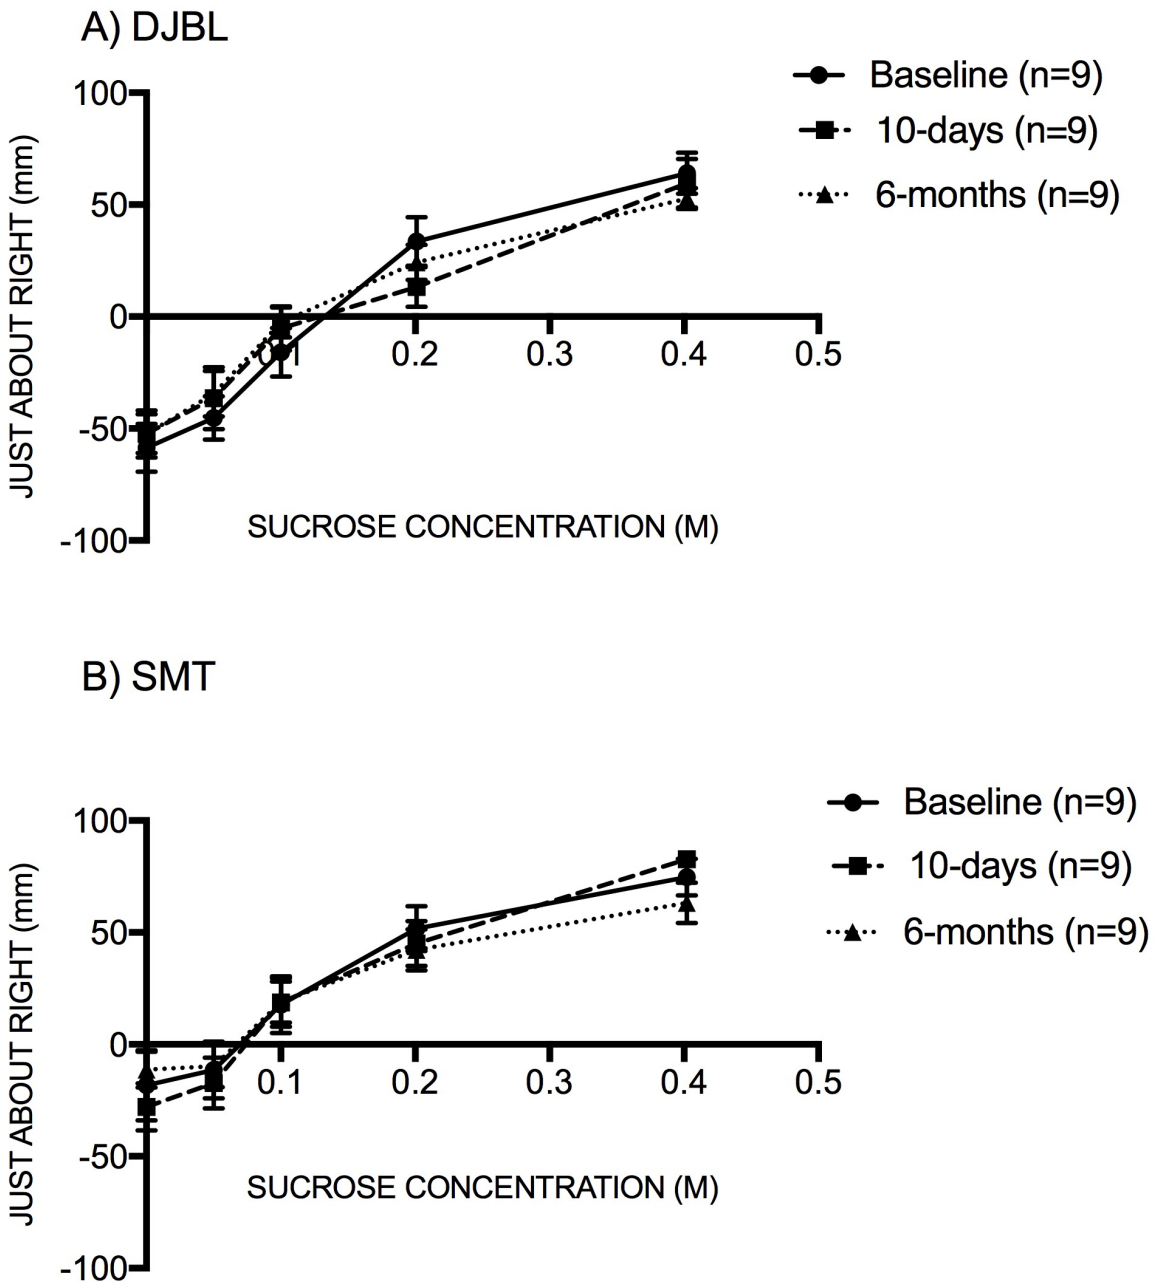 A) DJBL
Baseline (n=9)
10-days (n=9)
6-months (n=9)
JUST ABOUT RIGHT (mm)
100
50
0
-50
-100
0.1 0.2 0.3 0.4 0.5
SUCROSE CONCENTRATION (M)
B) SMT
Baseline (n=9)
10-days (n=9)
6-months (n=9)
JUST ABOUT RIGHT (mm)
100
50
0
-50
-100
0.1 0.2 0.3 0.4 0.5
SUCROSE CONCENTRATION (M)